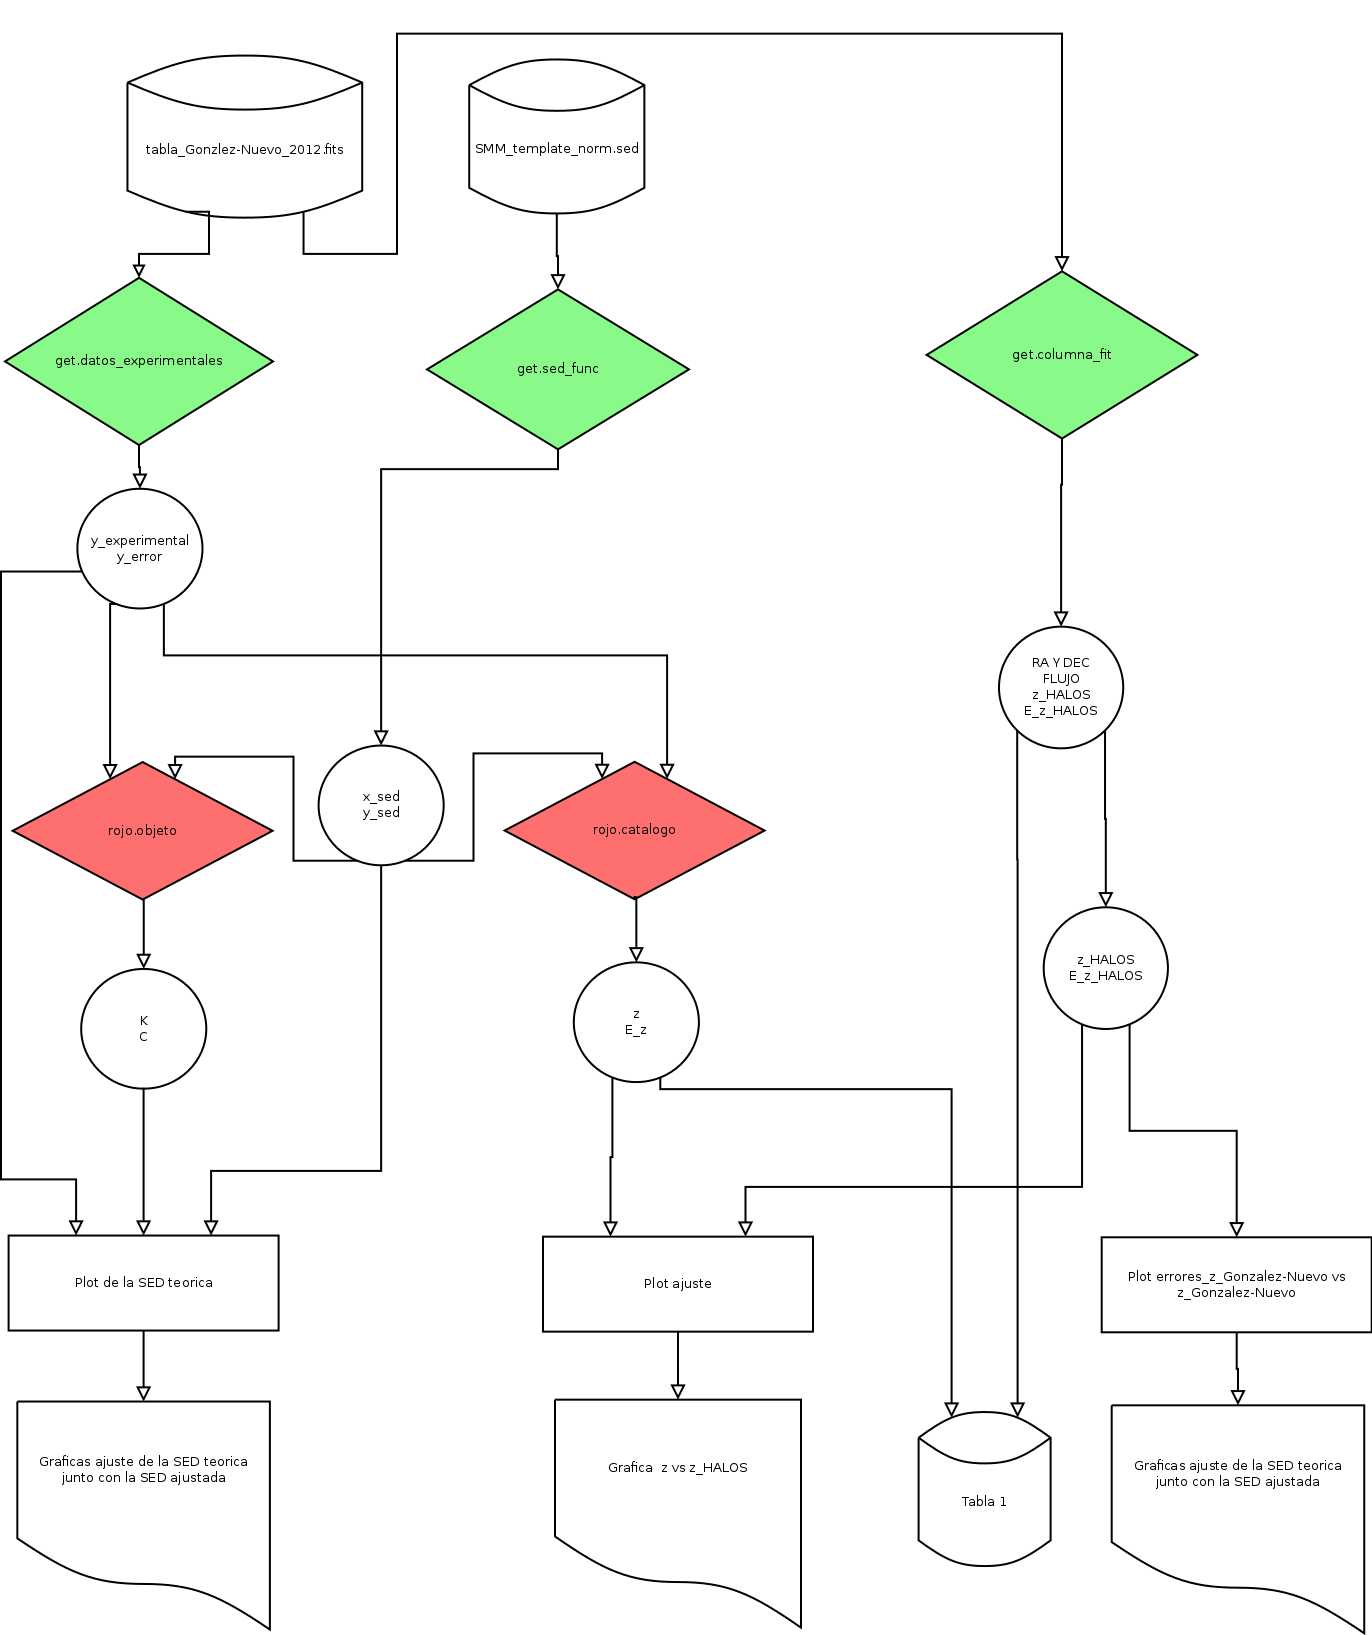 tabla_Gonzlez-Nuevo_2012.fits
SMM_template_norm.sed
get.datos_experimentales
get.sed_func
get.columna_fit
y_experimental
y_error
RA Y DEC
FLUJO
z_HALOS
E_z_HALOS
x_sed
y_sed
rojo.objeto
rojo.catalogo
z_HALOS
E_z_HALOS
K
C
z
E_z
Plot de la SED teorica
Plot ajuste
Plot errores_z_Gonzalez-Nuevo vs
z_Gonzalez-Nuevo
Graficas ajuste de la SED teorica
junto con la SED ajustada
Grafica  z vs z_HALOS
Tabla 1
Graficas ajuste de la SED teorica
junto con la SED ajustada